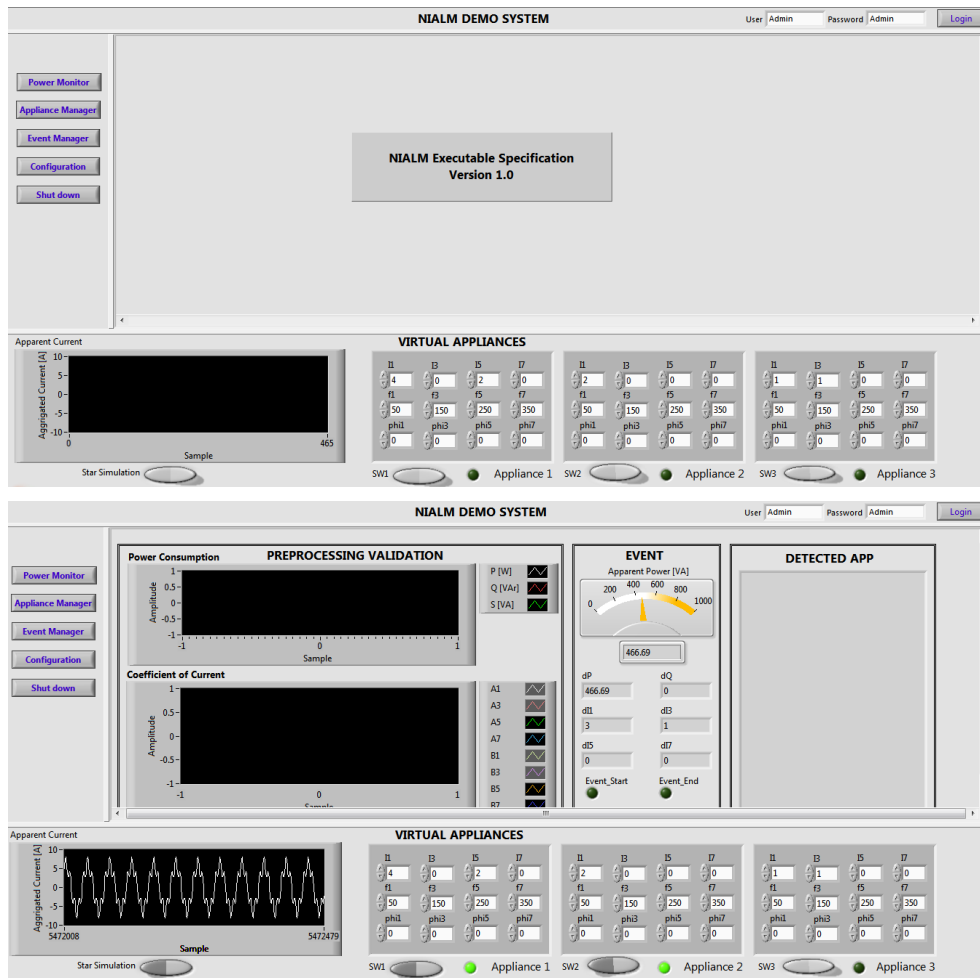 NIALM DEMO SYSTEM
User Admin Password Admin Login
Power Monitor
Appliance Manager
Event Manager
Configuration
Shut down
NIALM Executable Specification
Version 1.0
Apparent Current
Aggrigated Current [A]
10
5
0
-5
-10
0 465
Sample
Star Simulation
VIRTUAL APPLIANCES
I1 I3 I5 I7
4 0 2 0
f1 f3 f5 f7
50 150 250 350
phi1 phi3 phi5 phi7
0 0 0 0
SW1 Appliance 1
I1 I3 I5 I7
2 0 0 0
f1 f3 f5 f7
50 150 250 350
phi1 phi3 phi5 phi7
0 0 0 0
SW2 Appliance 2
I1 I3 I5 I7
1 1 0 0
f1 f3 f5 f7
50 150 250 350
phi1 phi3 phi5 phi7
0 0 0 0
SW3 Appliance 3
NIALM DEMO SYSTEM
User Admin Password Admin Login
Power Monitor
Appliance Manager
Event Manager
Configuration
Shut down
Power Consumption PREPROCESSING VALIDATION
Amplitude
1
0.5
0
-0.5
-1
-1 0 1
Sample
P [W]
Q [VAr]
S [VA]
Coefficient of Current
Amplitude
1
0.5
0
-0.5
-1
-1 0 1
Sample
A1
A3
A5
A7
B1
B3
B5
B7
EVENT
Apparent Power [VA]
0 200 400 600 800 1000
466.69
dP dQ
466.69 0
dI1 dI3
3 1
dI5 dI7
0 0
Event_Start Event_End
DETECTED APP
Apparent Current
Aggrigated Current [A]
10
5
0
-5
-10
5472008 5472479
Sample
Star Simulation
VIRTUAL APPLIANCES
I1 I3 I5 I7
4 0 2 0
f1 f3 f5 f7
50 150 250 350
phi1 phi3 phi5 phi7
0 0 0 0
SW1 Appliance 1
I1 I3 I5 I7
2 0 0 0
f1 f3 f5 f7
50 150 250 350
phi1 phi3 phi5 phi7
0 0 0 0
SW2 Appliance 2
I1 I3 I5 I7
1 1 0 0
f1 f3 f5 f7
50 150 250 350
phi1 phi3 phi5 phi7
0 0 0 0
SW3 Appliance 3